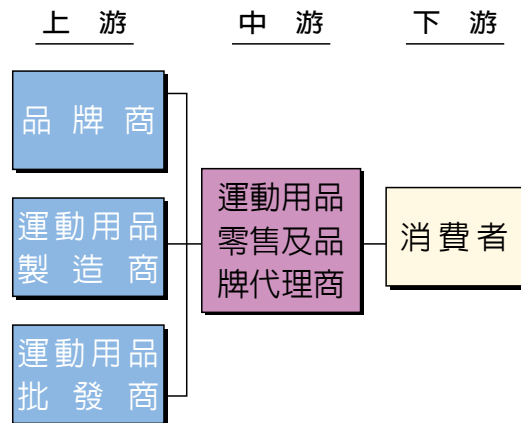 上游
中游
下游
品牌商
運動用品
製造商
運動用品
批發商
運動用品
零售及品
牌代理商
消費者